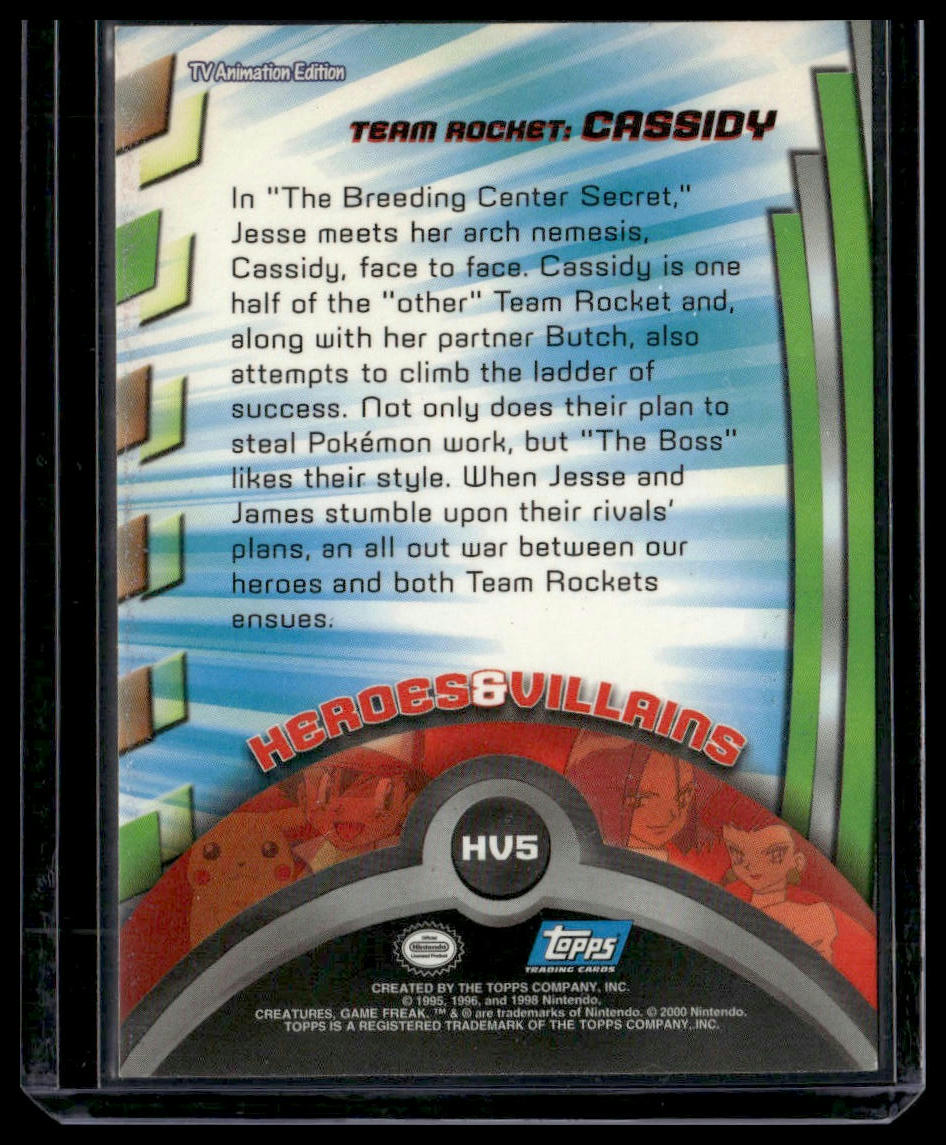 TV Animation Edition
TEAM ROCKET: CASSIDY
In "The Breeding Center Secret,"
Jesse meets her arch nemesis,
Cassidy, face to face. Cassidy is one
half of the "other" Team Rocket and,
along with her partner Butch, also
attempts to climb the ladder of
success. Not only does their plan to
steal Pokémon work, but "The Boss"
likes their style. When Jesse and
James stumble upon their rivals'
plans, an all out war between our
heroes and both Team Rockets
ensues.
HEROES&VILLAINS
HV5
Official
Nintendo
Licensed Product
topps
TRADING CARDS
CREATED BY THE TOPPS COMPANY, INC.
© 1995, 1996, and 1998 Nintendo.
CREATURES, GAME FREAK. ™ & ® are trademarks of Nintendo. © 2000 Nintendo.
TOPPS IS A REGISTERED TRADEMARK OF THE TOPPS COMPANY, INC.